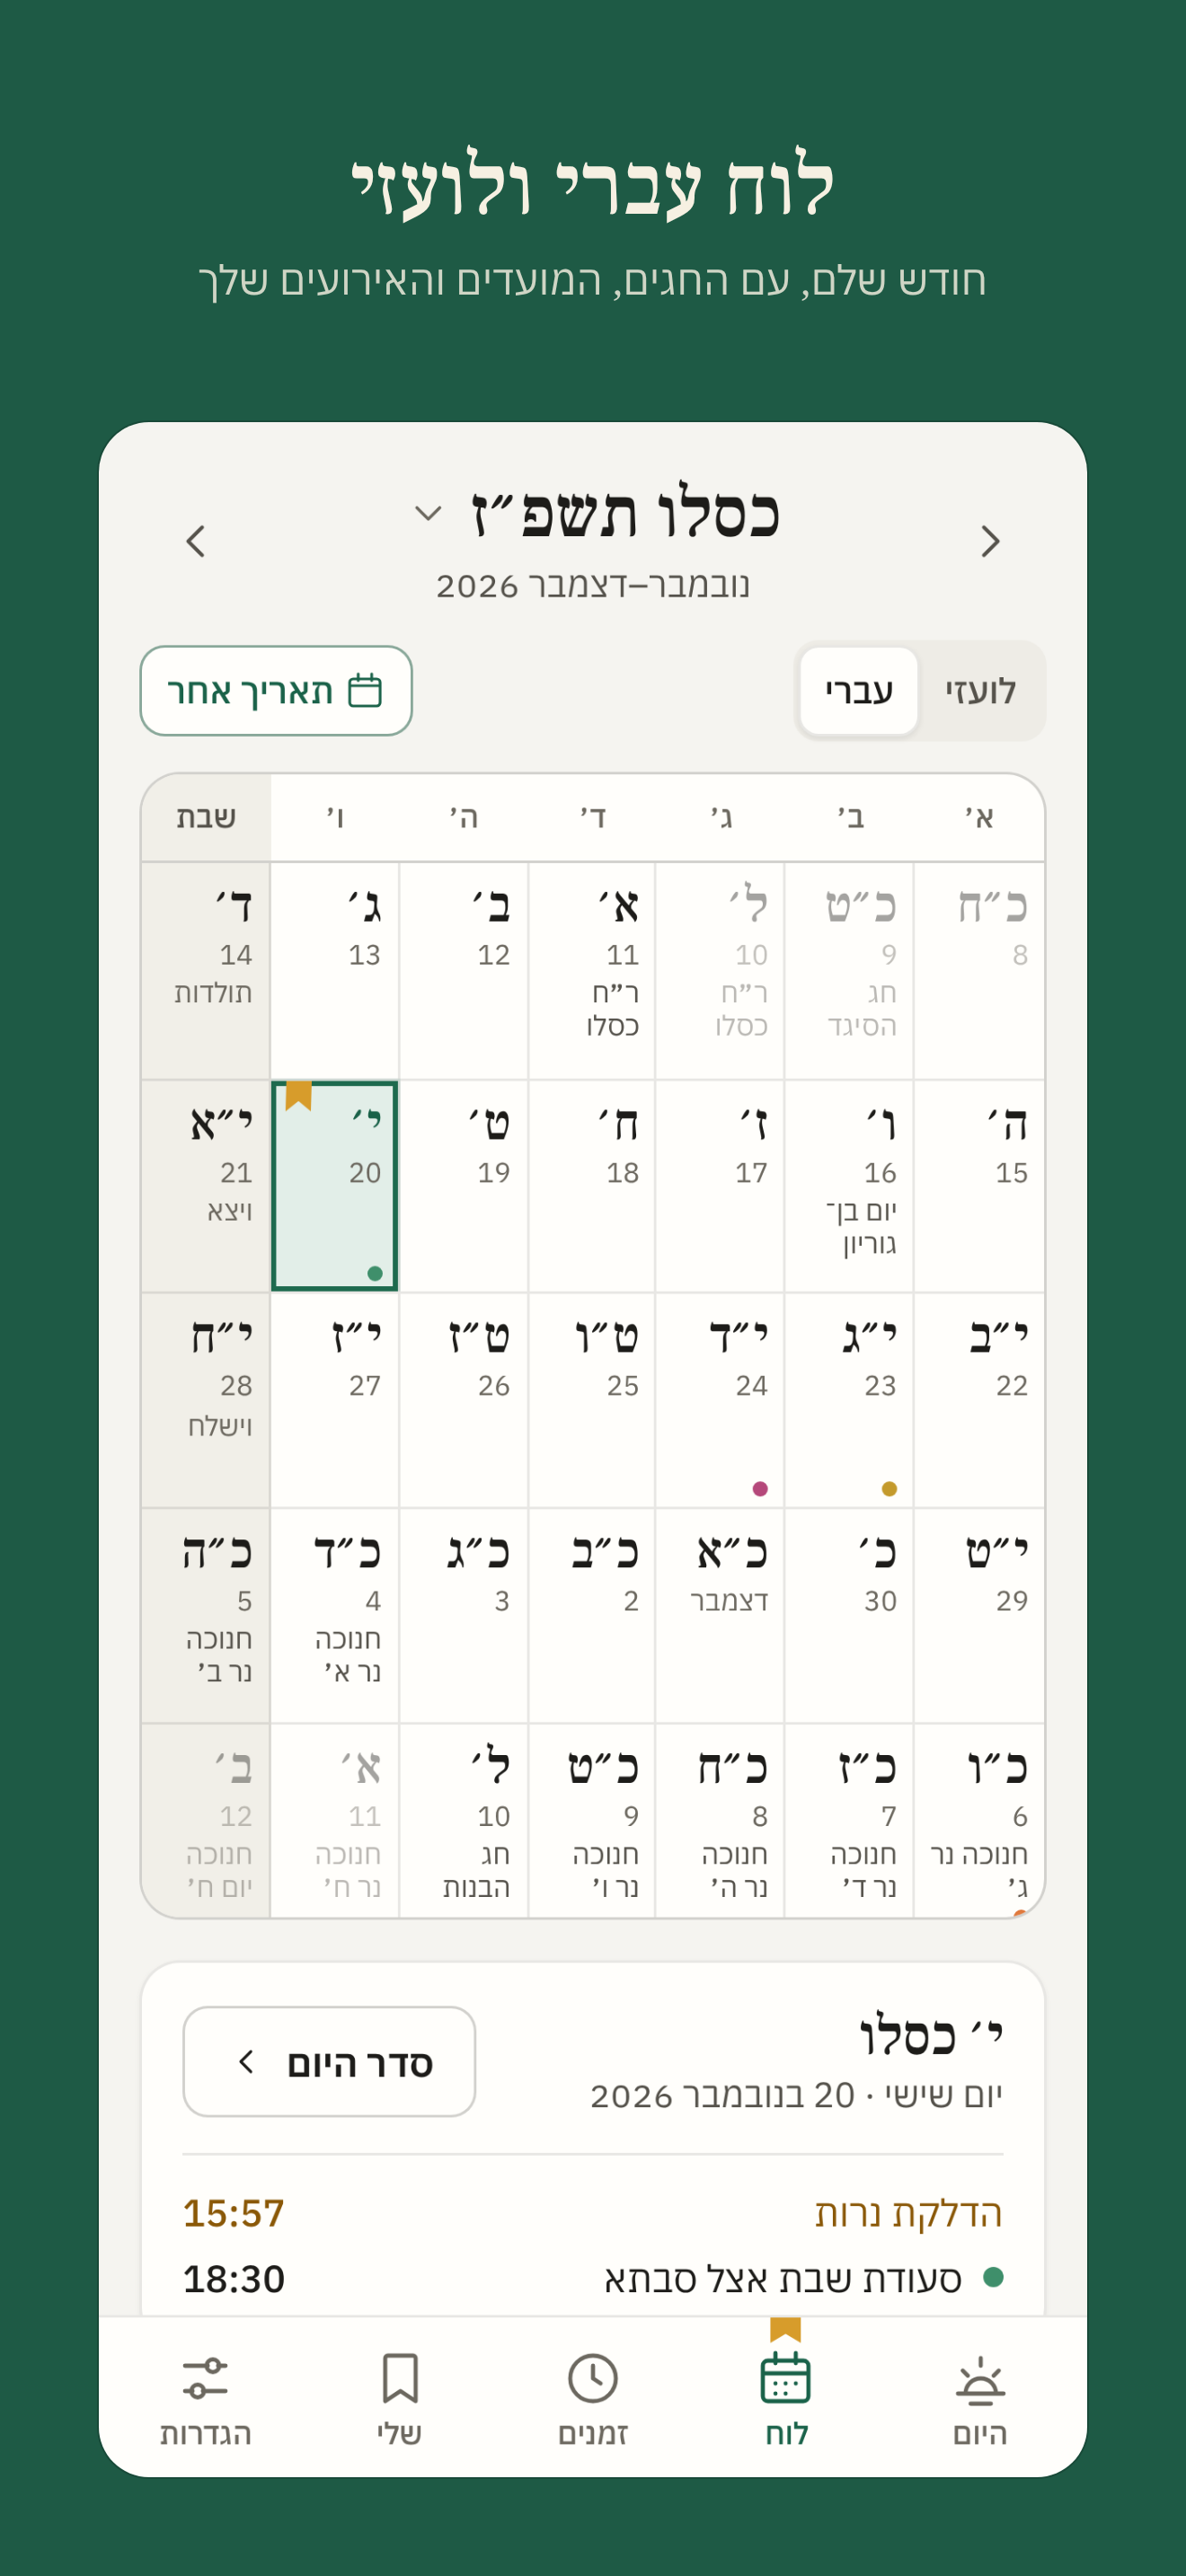 לוח עברי ולועזי
חודש שלם, עם החגים, המועדים והאירועים שלך
כסלו תשפ״ז
נובמבר–דצמבר 2026
לועזי עברי תאריך אחר
א׳ ב׳ ג׳ ד׳ ה׳ ו׳ שבת
כ״ח כ״ט ל׳ א׳ ב׳ ג׳ ד׳
8 9 10 11 12 13 14
חג ר״ח ר״ח תולדות
הסיגד כסלו כסלו
ה׳ ו׳ ז׳ ח׳ ט׳ י׳ י״א
15 16 17 18 19 20 21
יום בן־ ויצא
גוריון
י״ב י״ג י״ד ט״ו ט״ז י״ז י״ח
22 23 24 25 26 27 28
וישלח
י״ט כ׳ כ״א כ״ב כ״ג כ״ד כ״ה
29 30 דצמבר 2 3 4 5
חנוכה חנוכה
נר א׳ נר ב׳
כ״ו כ״ז כ״ח כ״ט ל׳ א׳ ב׳
6 7 8 9 10 11 12
חנוכה נר חנוכה חנוכה חנוכה חג חנוכה חנוכה
ג׳ נר ד׳ נר ה׳ נר ו׳ הבנות נר ח׳ יום ח׳
י׳ כסלו
סדר היום
יום שישי · 20 בנובמבר 2026
הדלקת נרות 15:57
סעודת שבת אצל סבתא 18:30
היום לוח זמנים שלי הגדרות